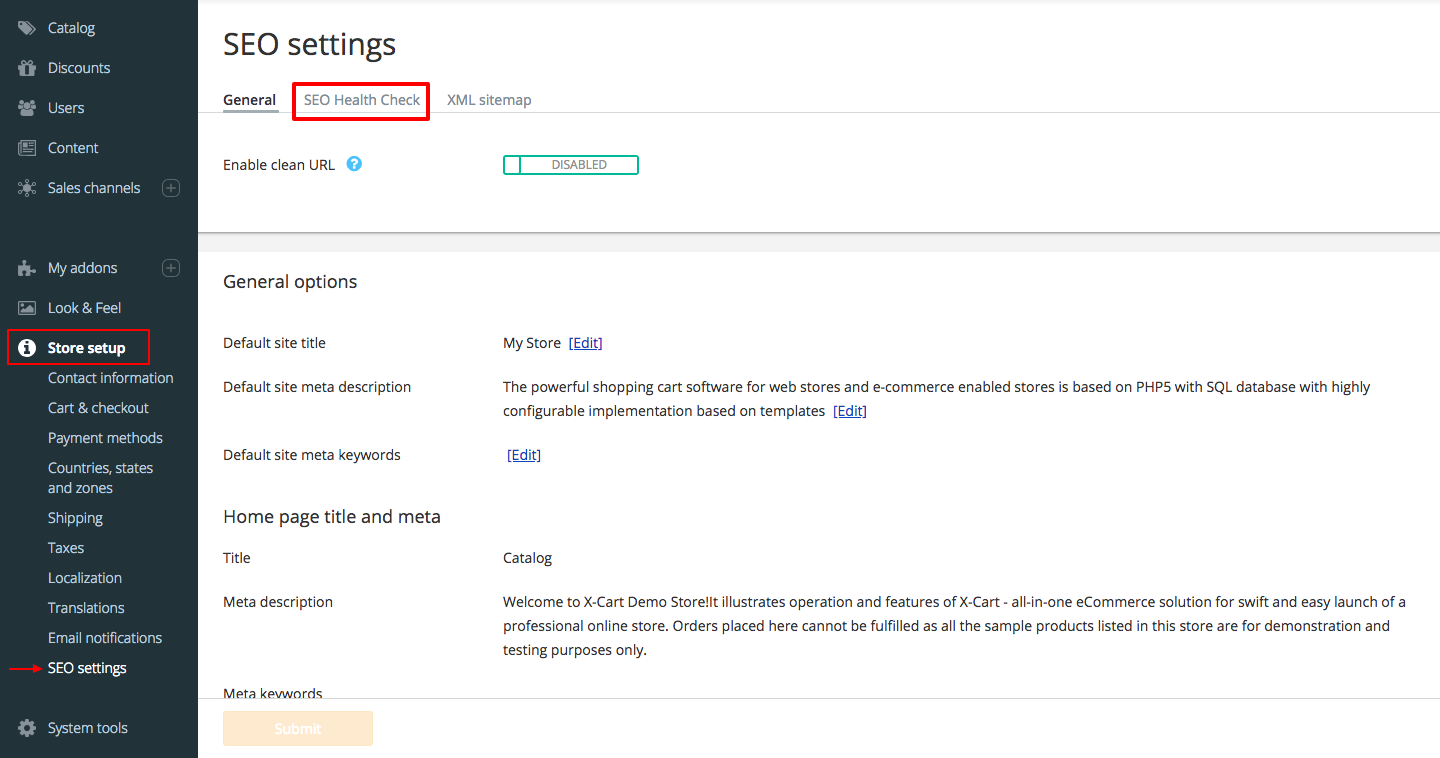 Catalog
Discounts
Users
Content
Sales channels
My addons
Look & Feel
Store setup
Contact information
Cart & checkout
Payment methods
Countries, states
and zones
Shipping
Taxes
Localization
Translations
Email notifications
SEO settings
System tools
SEO settings
General SEO Health Check XML sitemap
Enable clean URL ? DISABLED
General options
Default site title My Store [Edit]
Default site meta description The powerful shopping cart software for web stores and e-commerce enabled stores is based on PHP5 with SQL database with highly
configurable implementation based on templates [Edit]
Default site meta keywords [Edit]
Home page title and meta
Title Catalog
Meta description Welcome to X-Cart Demo Store!It illustrates operation and features of X-Cart - all-in-one eCommerce solution for swift and easy launch of a
professional online store. Orders placed here cannot be fulfilled as all the sample products listed in this store are for demonstration and
testing purposes only.
Meta keywords
Submit